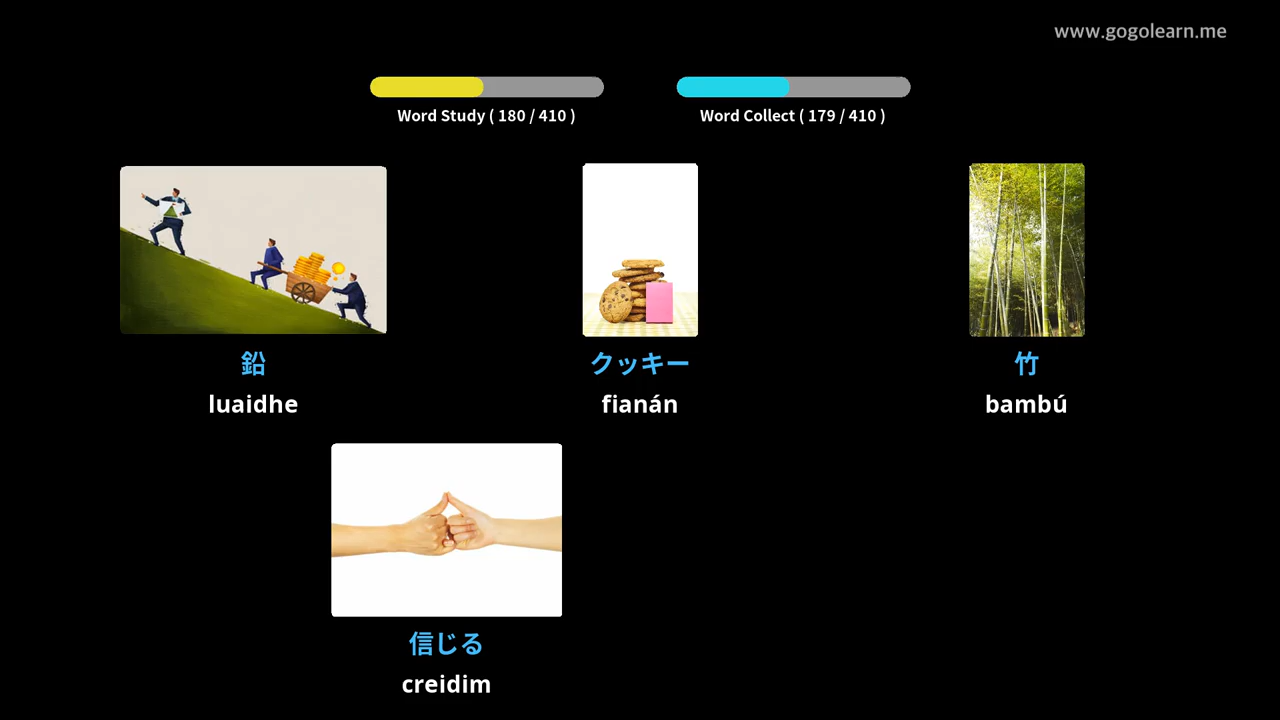 www.gogolearn.me
Word Study ( 180 / 410 )
Word Collect ( 179 / 410 )
鉛
luaidhe
クッキー
fianán
竹
bambú
信じる
creidim